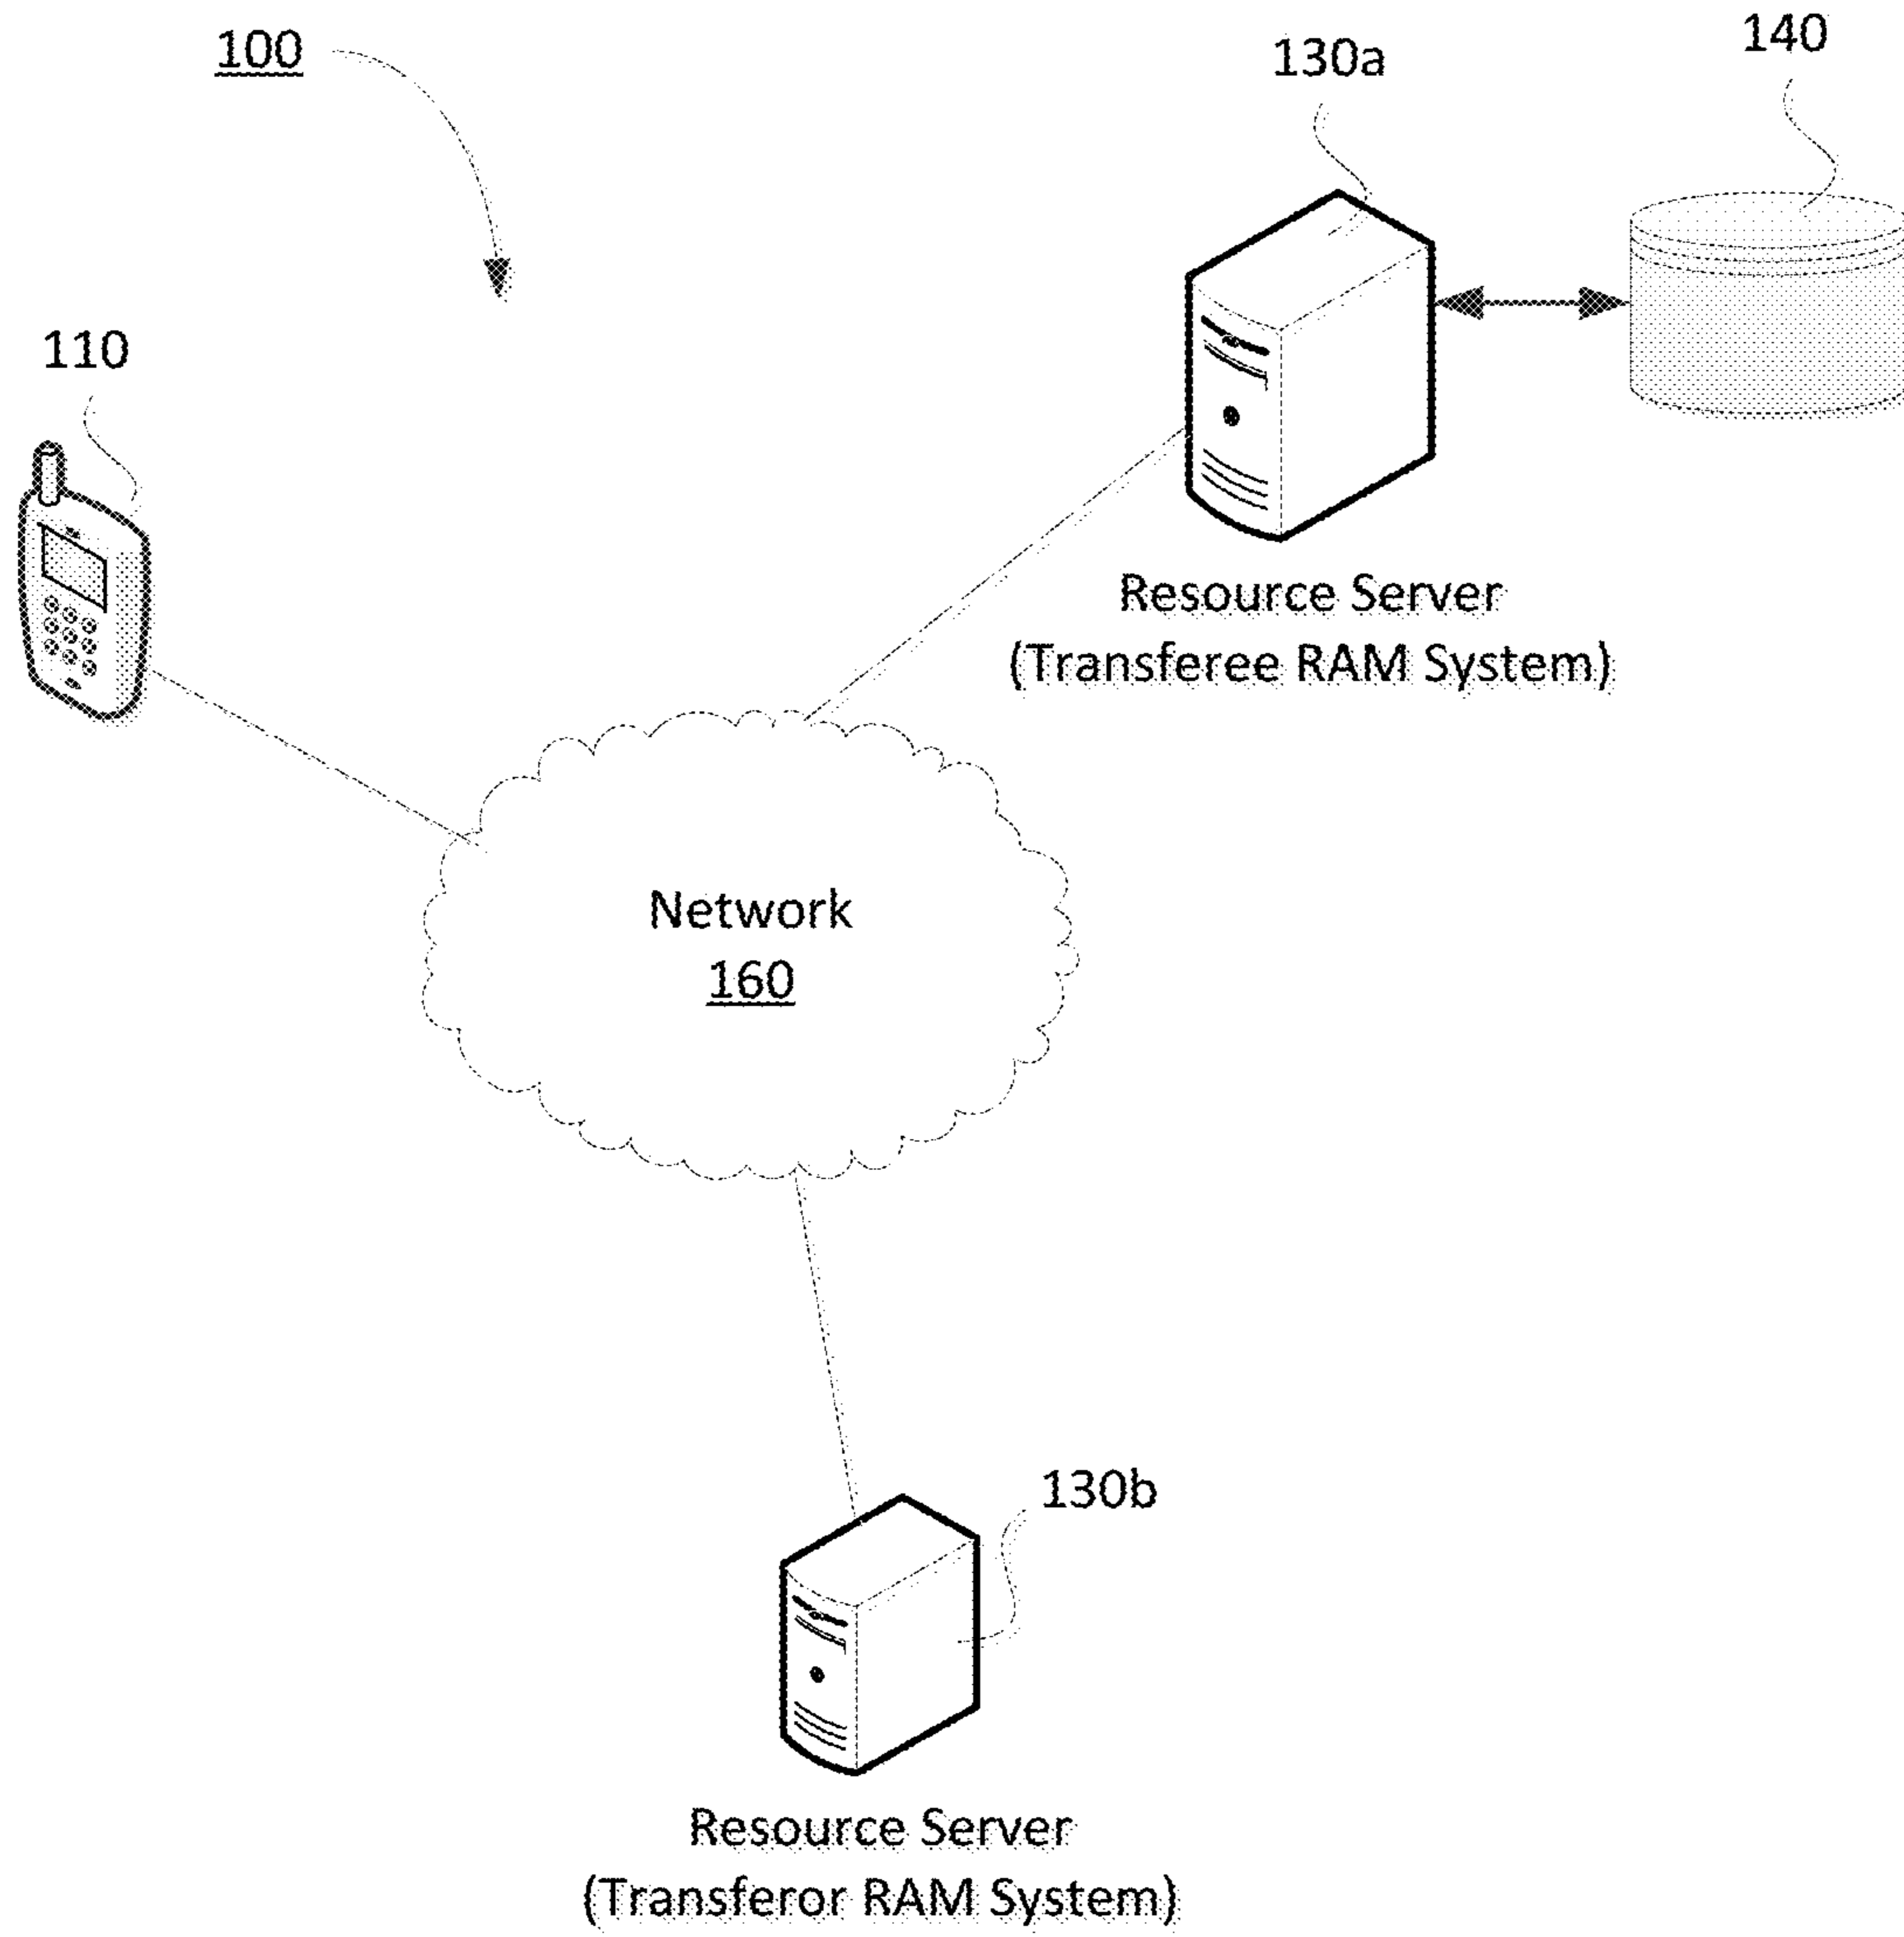 100
130a
140
110
Resource Server
(Transferee RAM System)
Network
160
130b
Resource Server
(Transferor RAM System)